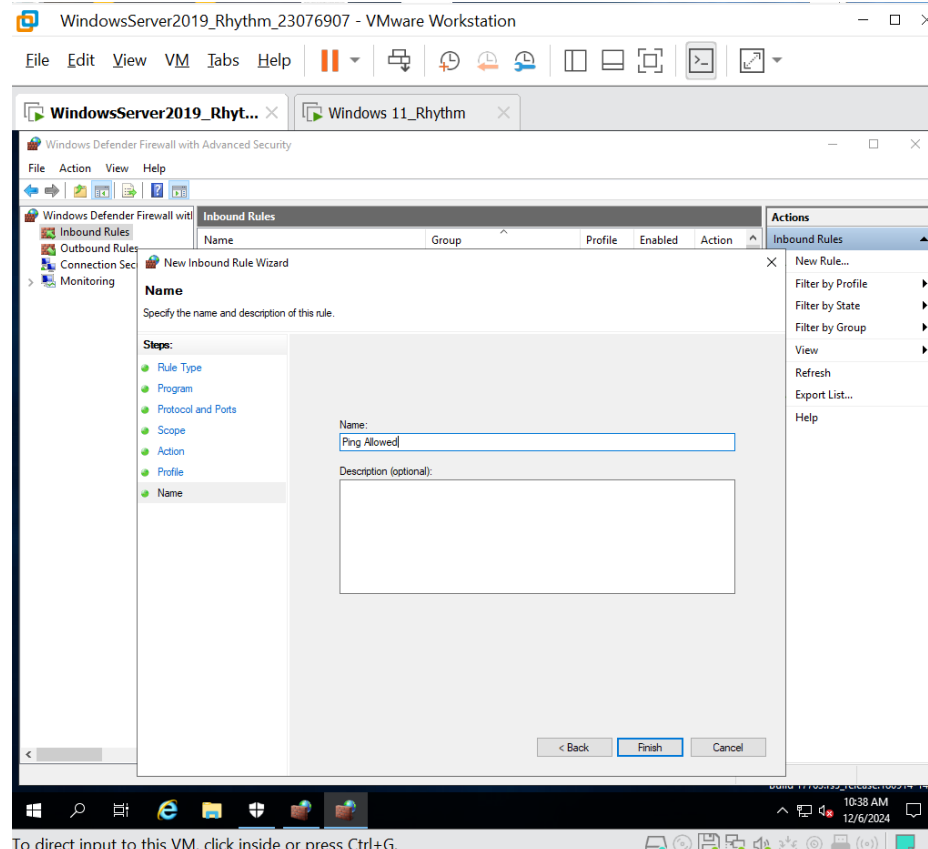 WindowsServer2019_Rhythm_23076907 - VMware Workstation
File Edit View VM Tabs Help
WindowsServer2019_Rhyt... Windows 11_Rhythm
Windows Defender Firewall with Advanced Security
File Action View Help
Windows Defender Firewall witl
Inbound Rules
Outbound Rules
Connection Sec
Monitoring
Inbound Rules
Name Group Profile Enabled Action
Actions
Inbound Rules
New Rule...
Filter by Profile
Filter by State
Filter by Group
View
Refresh
Export List...
Help
New Inbound Rule Wizard
Name
Specify the name and description of this rule.
Steps:
Rule Type
Program
Protocol and Ports
Scope
Action
Profile
Name
Name:
Ping Allowed
Description (optional):
< Back Finish Cancel
10:38 AM
12/6/2024
To direct input to this VM, click inside or press Ctrl+G.